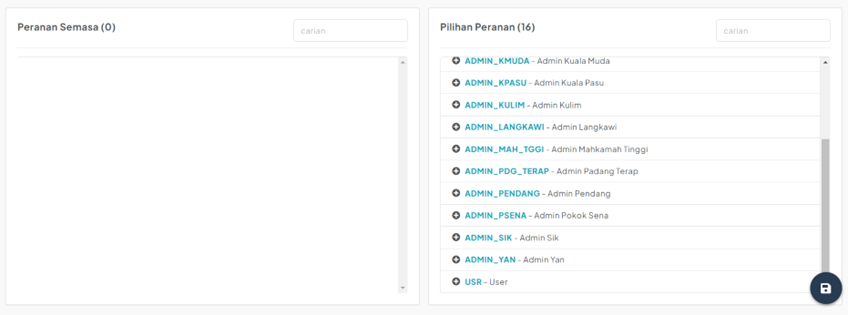 Peranan Semasa (0)
carian
Pilihan Peranan (16)
carian
ADMIN_KMUDA - Admin Kuala Muda
ADMIN_KPASU - Admin Kuala Pasu
ADMIN_KULIM - Admin Kulim
ADMIN_LANGKAWI - Admin Langkawi
ADMIN_MAH_TGGI - Admin Mahkamah Tinggi
ADMIN_PDG_TERAP - Admin Padang Terap
ADMIN_PENDANG - Admin Pendang
ADMIN_PSENA - Admin Pokok Sena
ADMIN_SIK - Admin Sik
ADMIN_YAN - Admin Yan
USR - User